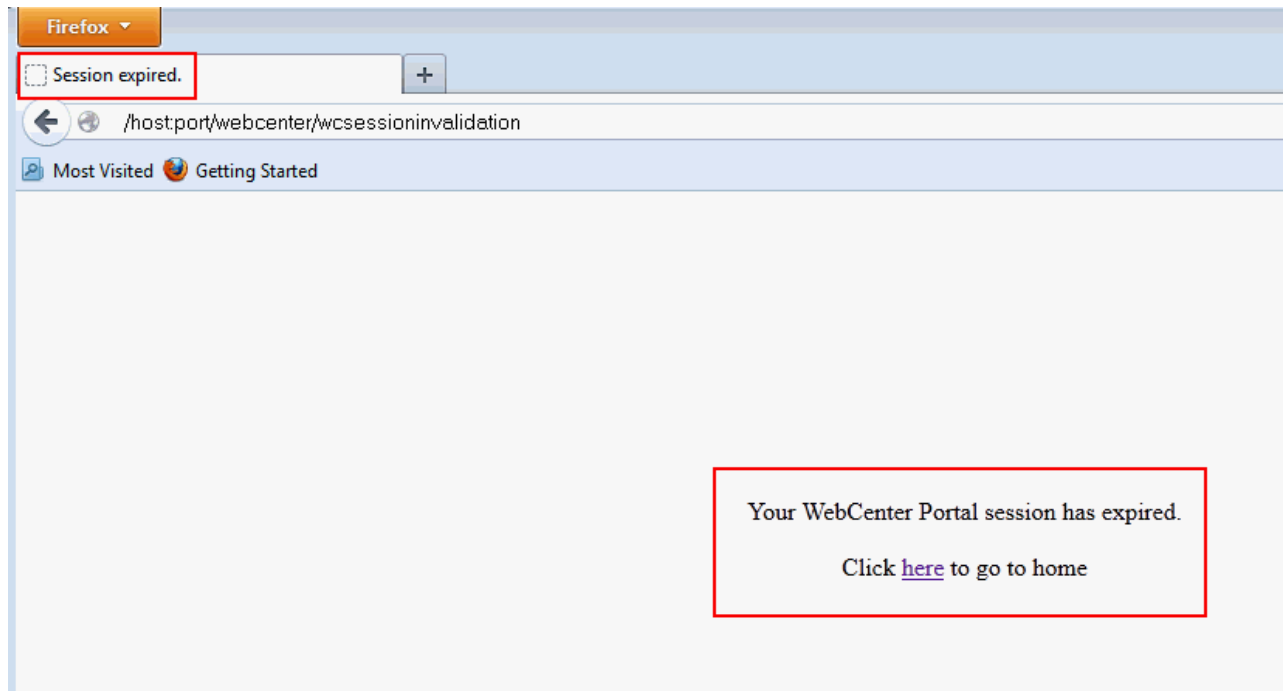 Firefox
Session expired.
+
/host:port/webcenter/wcsessioninvalidation
Most Visited Getting Started
Your WebCenter Portal session has expired.
Click here to go to home